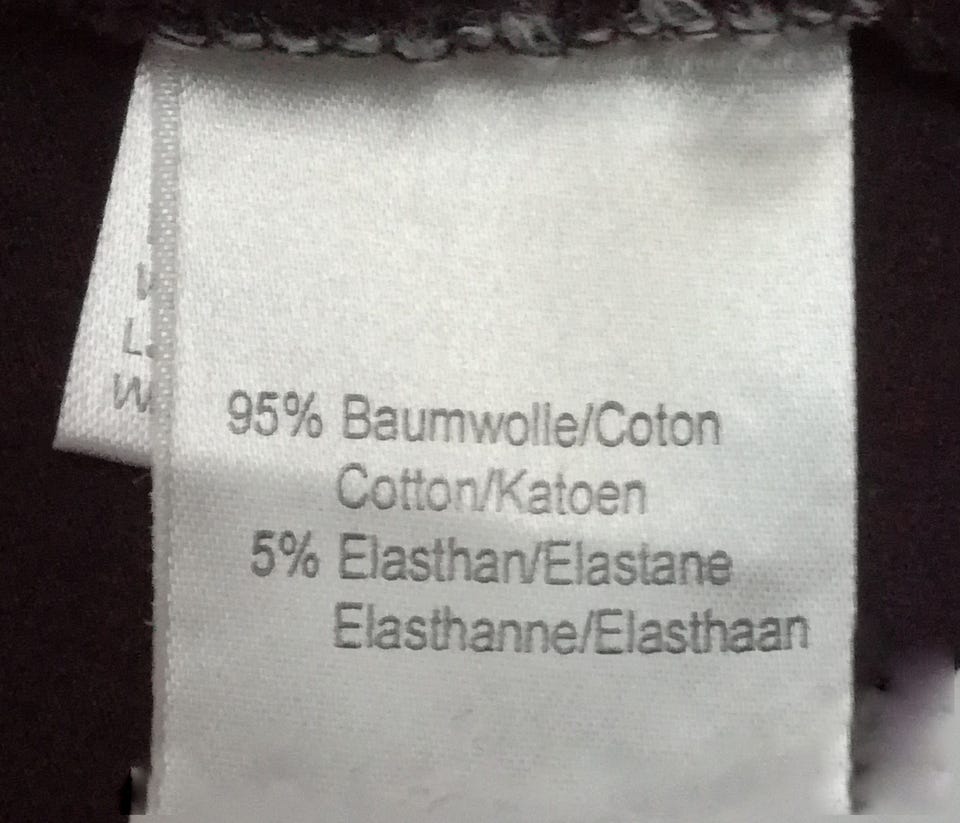 95% Baumwolle/Coton
Cotton/Katoen
5% Elasthan/Elastane
Elasthanne/Elasthaan